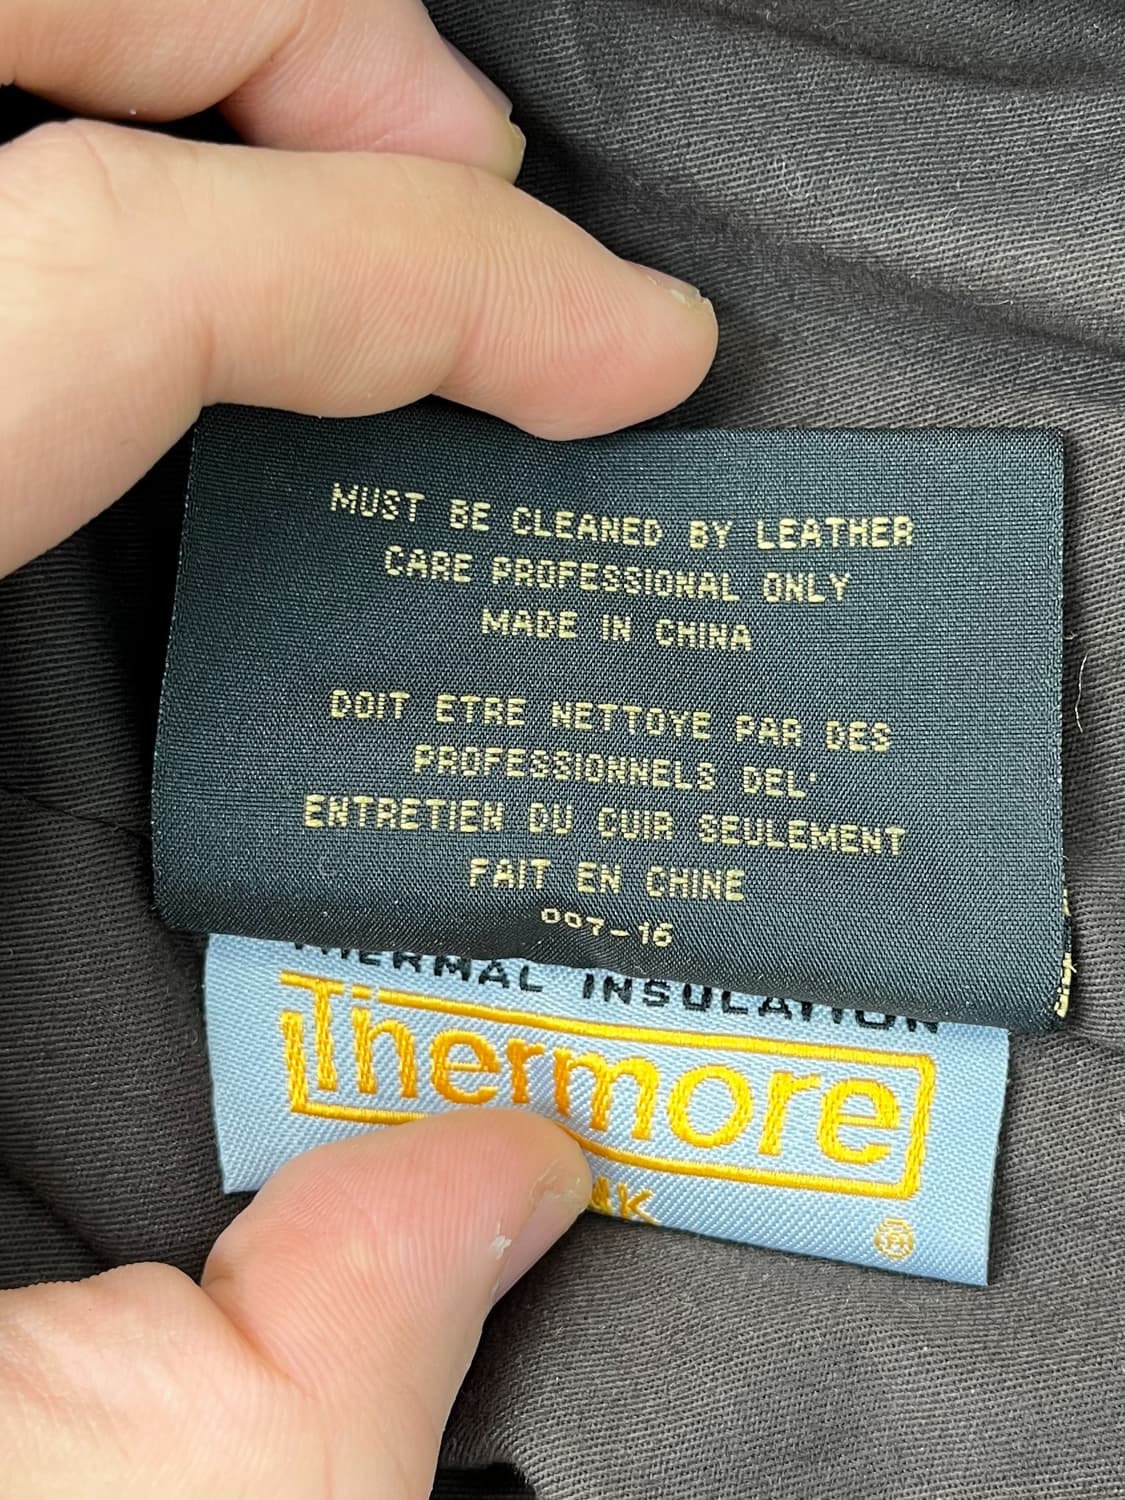 MUST BE CLEANED BY LEATHER
CARE PROFESSIONAL ONLY
MADE IN CHINA
DOIT ETRE NETTOYE PAR DES
PROFESSIONNELS DEL'
ENTRETIEN DU CUIR SEULEMENT
FAIT EN CHINE
007-16
THERMAL INSULATION
Thermore
®